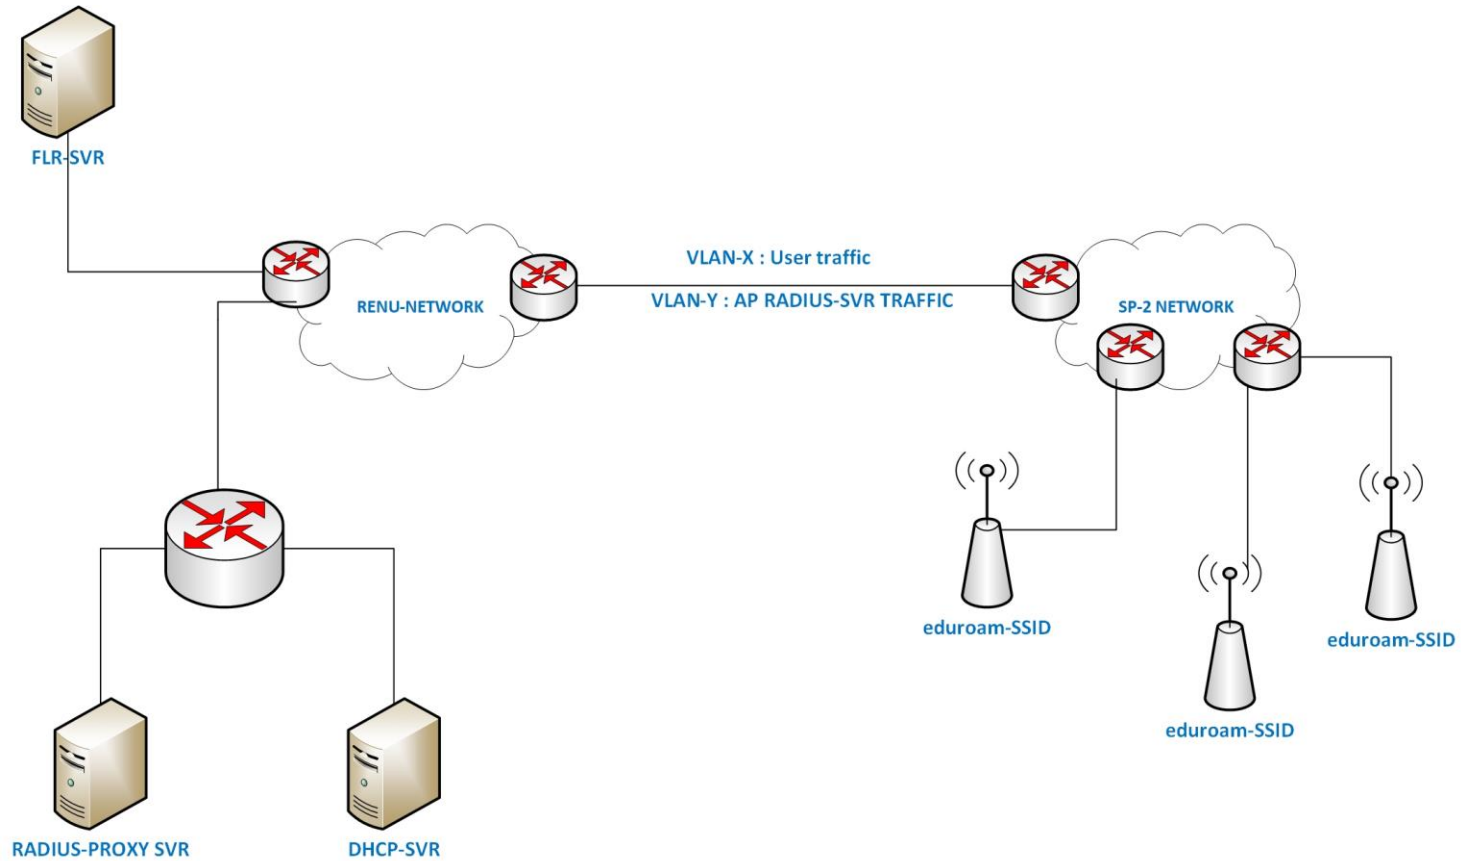 FLR-SVR
VLAN-X : User traffic
RENU-NETWORK
VLAN-Y : AP RADIUS-SVR TRAFFIC
SP-2 NETWORK
eduroam-SSID
eduroam-SSID
eduroam-SSID
RADIUS-PROXY SVR
DHCP-SVR